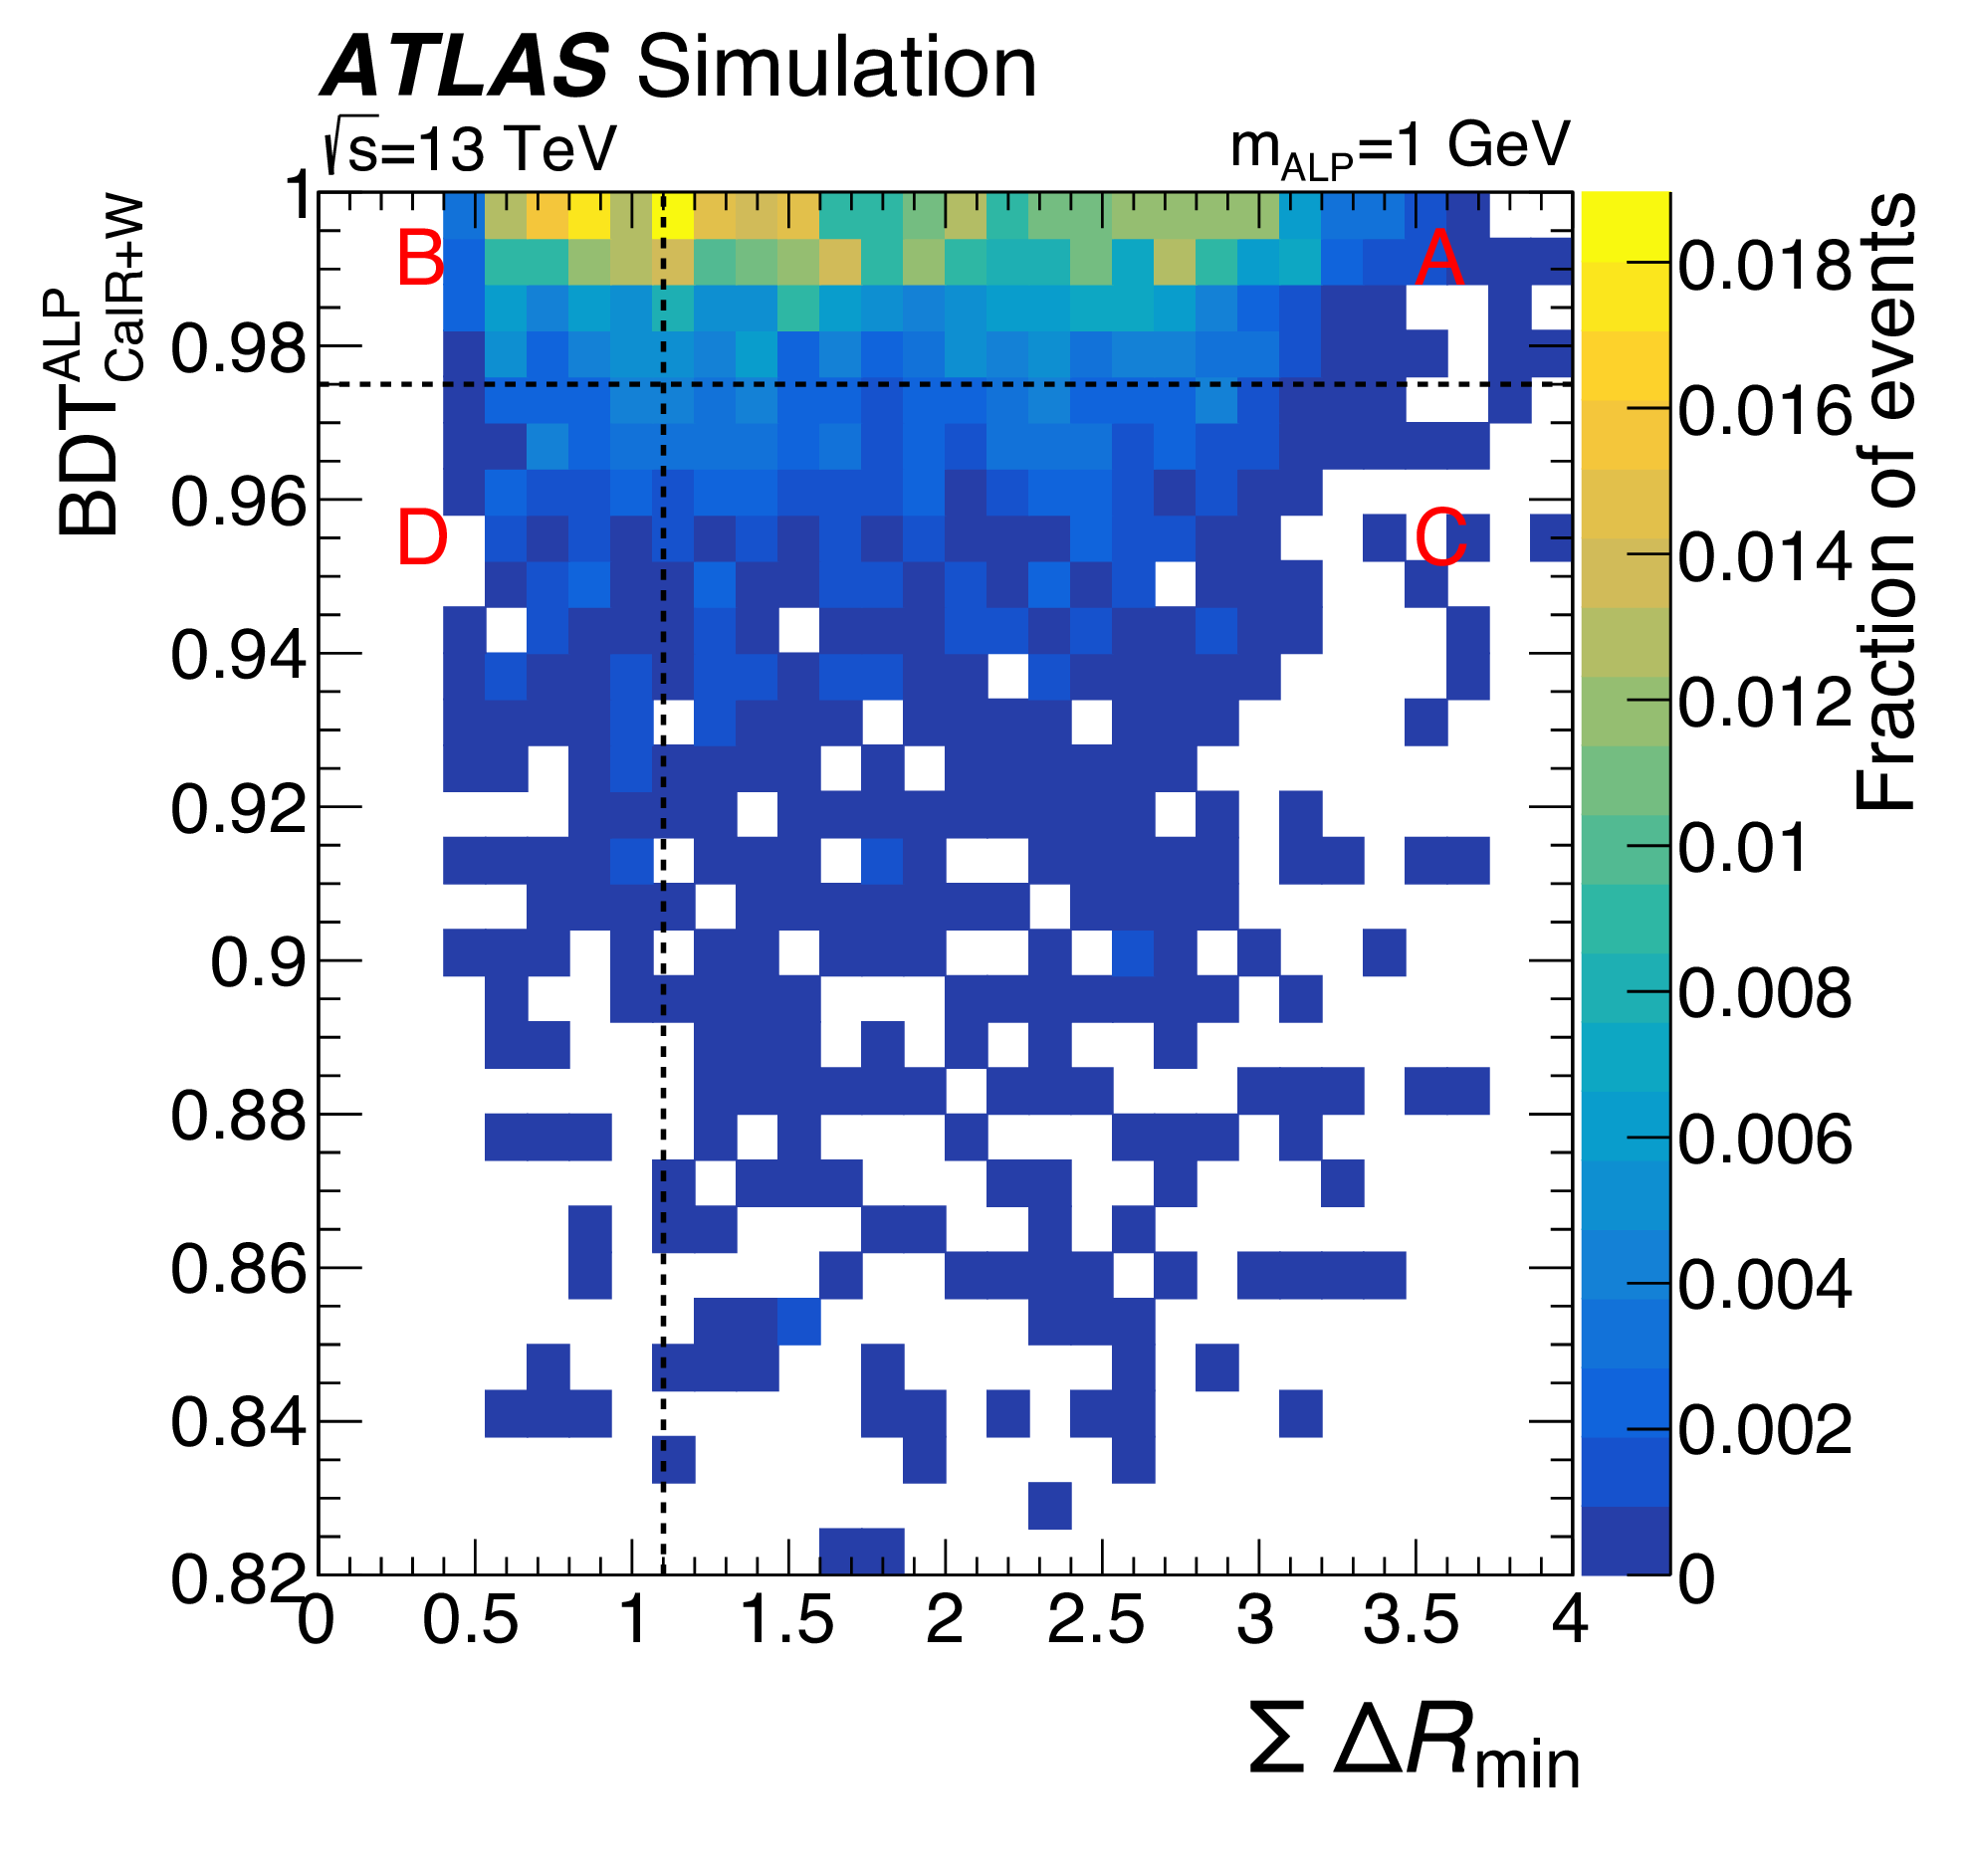 ATLAS Simulation
√s=13 TeV
m_ALP=1 GeV
BDT^ALP_CalR+W
1
0.98
0.96
0.94
0.92
0.9
0.88
0.86
0.84
0.82
B
A
D
C
0 0.5 1 1.5 2 2.5 3 3.5 4
Σ ΔR_min
0.018
0.016
0.014
0.012
0.01
0.008
0.006
0.004
0.002
0
Fraction of events